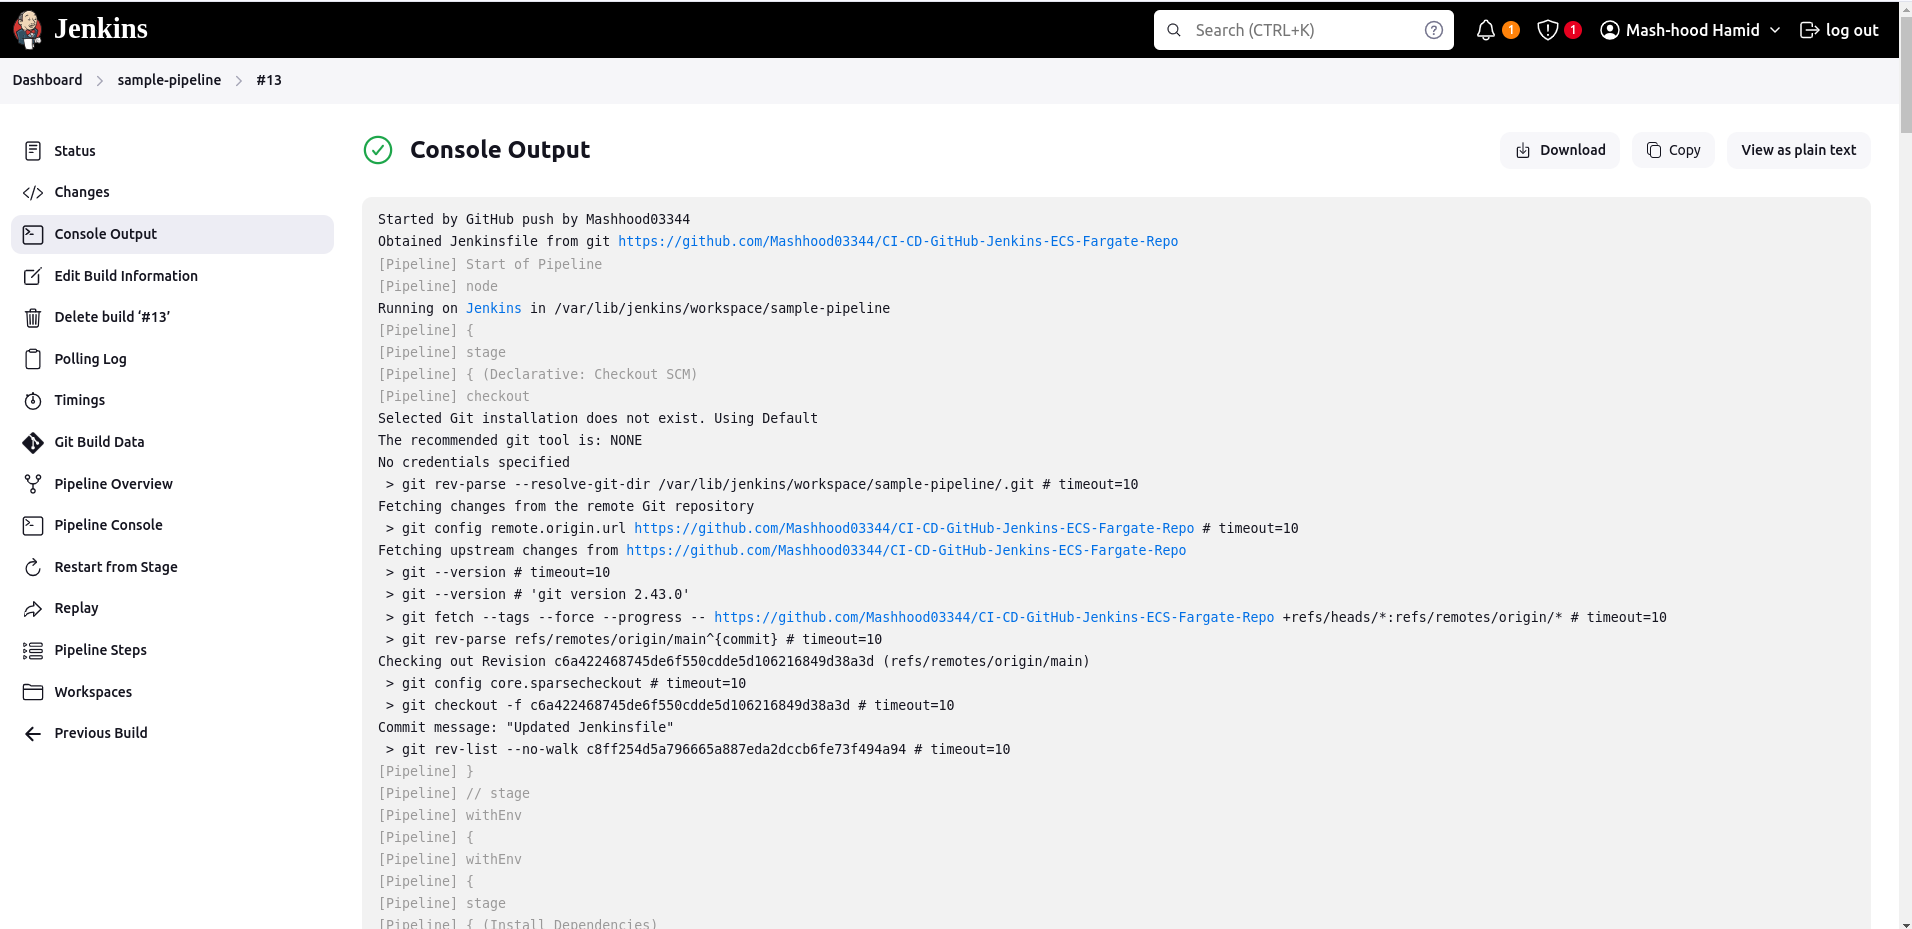 Jenkins
Search (CTRL+K)
?
1
1
Mash-hood Hamid
log out
Dashboard
sample-pipeline
#13
Status
Changes
Console Output
Edit Build Information
Delete build ‘#13’
Polling Log
Timings
Git Build Data
Pipeline Overview
Pipeline Console
Restart from Stage
Replay
Pipeline Steps
Workspaces
Previous Build
Console Output
Download
Copy
View as plain text
Started by GitHub push by Mashhood03344
Obtained Jenkinsfile from git https://github.com/Mashhood03344/CI-CD-GitHub-Jenkins-ECS-Fargate-Repo
[Pipeline] Start of Pipeline
[Pipeline] node
Running on Jenkins in /var/lib/jenkins/workspace/sample-pipeline
[Pipeline] {
[Pipeline] stage
[Pipeline] { (Declarative: Checkout SCM)
[Pipeline] checkout
Selected Git installation does not exist. Using Default
The recommended git tool is: NONE
No credentials specified
 > git rev-parse --resolve-git-dir /var/lib/jenkins/workspace/sample-pipeline/.git # timeout=10
Fetching changes from the remote Git repository
 > git config remote.origin.url https://github.com/Mashhood03344/CI-CD-GitHub-Jenkins-ECS-Fargate-Repo # timeout=10
Fetching upstream changes from https://github.com/Mashhood03344/CI-CD-GitHub-Jenkins-ECS-Fargate-Repo
 > git --version # timeout=10
 > git --version # 'git version 2.43.0'
 > git fetch --tags --force --progress -- https://github.com/Mashhood03344/CI-CD-GitHub-Jenkins-ECS-Fargate-Repo +refs/heads/*:refs/remotes/origin/* # timeout=10
 > git rev-parse refs/remotes/origin/main^{commit} # timeout=10
Checking out Revision c6a422468745de6f550cdde5d106216849d38a3d (refs/remotes/origin/main)
 > git config core.sparsecheckout # timeout=10
 > git checkout -f c6a422468745de6f550cdde5d106216849d38a3d # timeout=10
Commit message: "Updated Jenkinsfile"
 > git rev-list --no-walk c8ff254d5a796665a887eda2dccb6fe73f494a94 # timeout=10
[Pipeline] }
[Pipeline] // stage
[Pipeline] withEnv
[Pipeline] {
[Pipeline] withEnv
[Pipeline] {
[Pipeline] stage
[Pipeline] { (Install Dependencies)